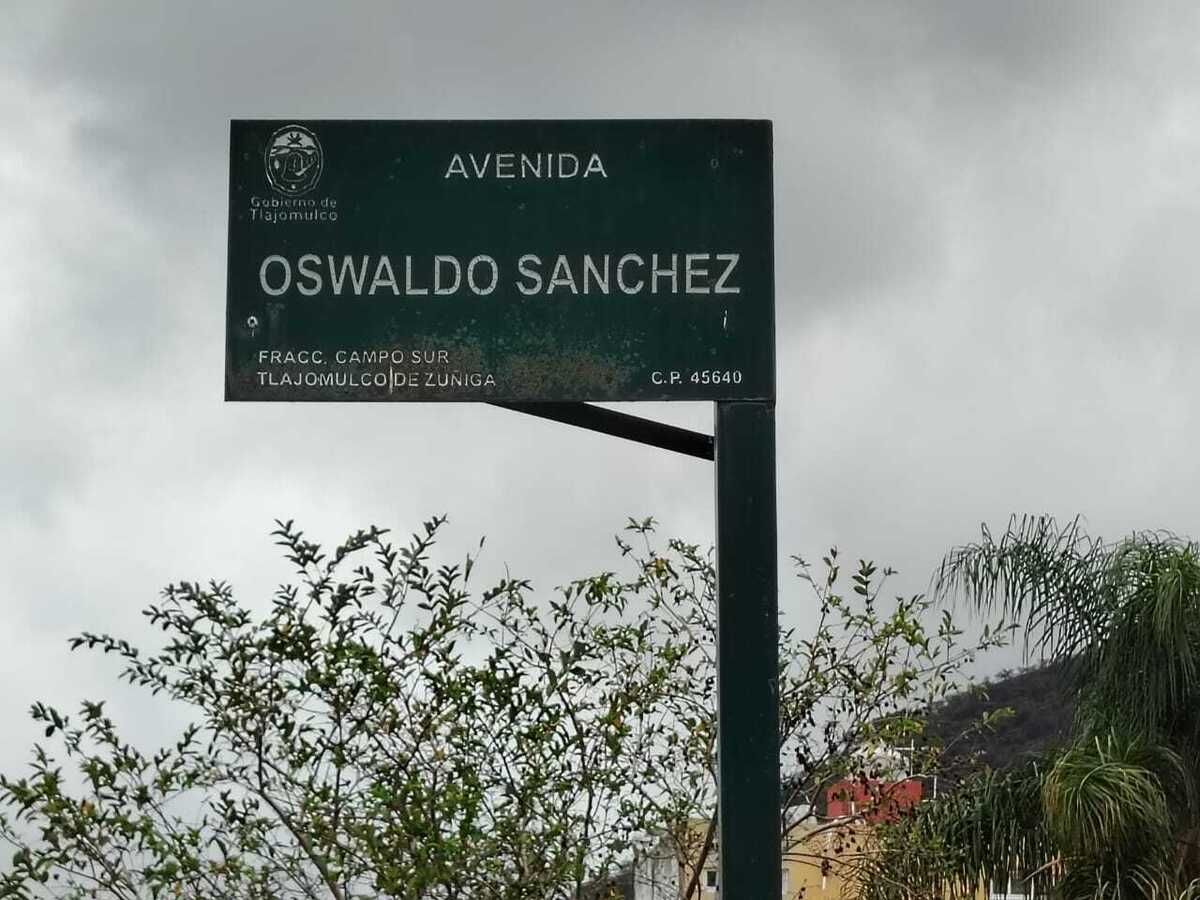 AVENIDA
Gobierno de
Tlajomulco
OSWALDO SANCHEZ
FRACC. CAMPO SUR
TLAJOMULCO DE ZUÑIGA
C.P. 45640